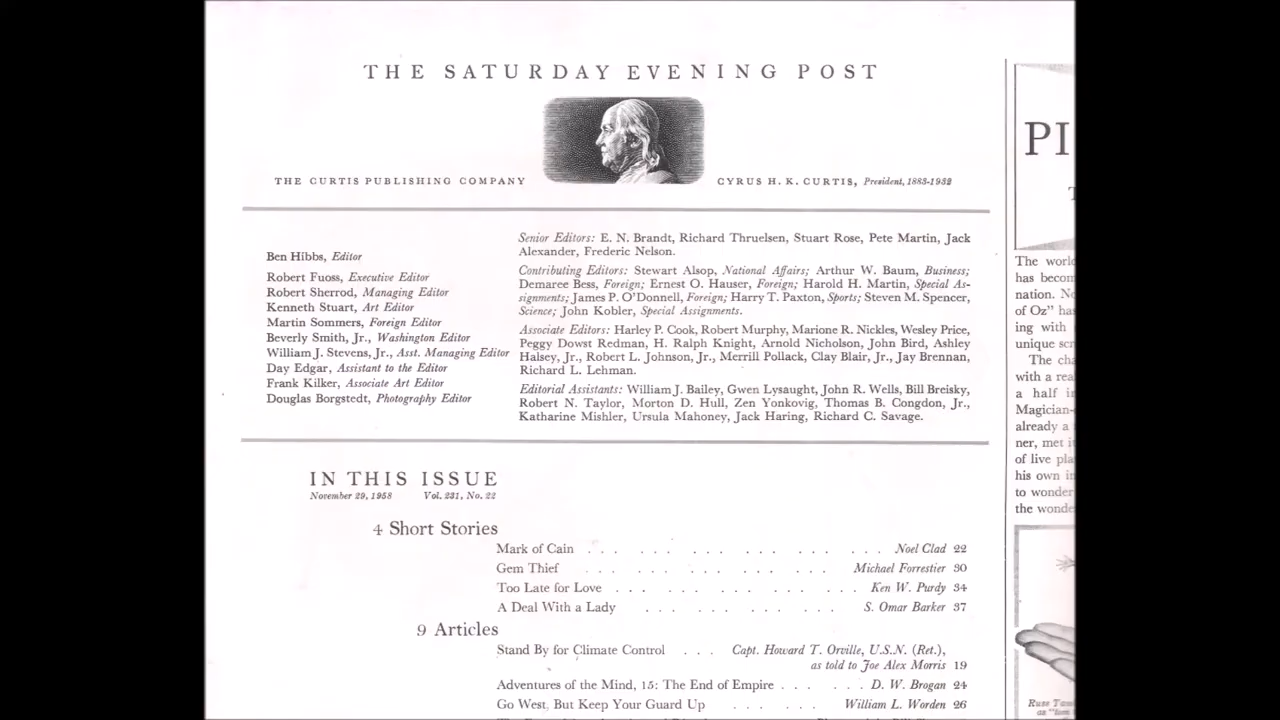 THE SATURDAY EVENING POST
THE CURTIS PUBLISHING COMPANY
CYRUS H. K. CURTIS, President, 1883-1932
Ben Hibbs, Editor
Robert Fuoss, Executive Editor
Robert Sherrod, Managing Editor
Kenneth Stuart, Art Editor
Martin Sommers, Foreign Editor
Beverly Smith, Jr., Washington Editor
William J. Stevens, Jr., Asst. Managing Editor
Day Edgar, Assistant to the Editor
Frank Kilker, Associate Art Editor
Douglas Borgstedt, Photography Editor
Senior Editors: E. N. Brandt, Richard Thruelsen, Stuart Rose, Pete Martin, Jack
Alexander, Frederic Nelson.
Contributing Editors: Stewart Alsop, National Affairs; Arthur W. Baum, Business;
Demaree Bess, Foreign; Ernest O. Hauser, Foreign; Harold H. Martin, Special As-
signments; James P. O'Donnell, Foreign; Harry T. Paxton, Sports; Steven M. Spencer,
Science; John Kobler, Special Assignments.
Associate Editors: Harley P. Cook, Robert Murphy, Marione R. Nickles, Wesley Price,
Peggy Dowst Redman, H. Ralph Knight, Arnold Nicholson, John Bird, Ashley
Halsey, Jr., Robert L. Johnson, Jr., Merrill Pollack, Clay Blair, Jr., Jay Brennan,
Richard L. Lehman.
Editorial Assistants: William J. Bailey, Gwen Lysaught, John R. Wells, Bill Breisky,
Robert N. Taylor, Morton D. Hull, Zen Yonkovig, Thomas B. Congdon, Jr.,
Katharine Mishler, Ursula Mahoney, Jack Haring, Richard C. Savage.
IN THIS ISSUE
November 29, 1958 Vol. 231, No. 22
4 Short Stories
Mark of Cain . . . Noel Clad 22
Gem Thief . . . Michael Forrestier 30
Too Late for Love . . . Ken W. Purdy 34
A Deal With a Lady . . . S. Omar Barker 37
9 Articles
Stand By for Climate Control . . . Capt. Howard T. Orville, U.S.N. (Ret.),
as told to Joe Alex Morris 19
Adventures of the Mind, 15: The End of Empire . . . D. W. Brogan 24
Go West, But Keep Your Guard Up . . . William L. Worden 26
PI
T
The world
has becom
nation. No
of Oz" has
ing with
unique scr
The cha
with a rea
a half in
Magician-
already a
ner, met i
of live pla
his own in
to wonder
the wonde
Russ Tam
as "tom